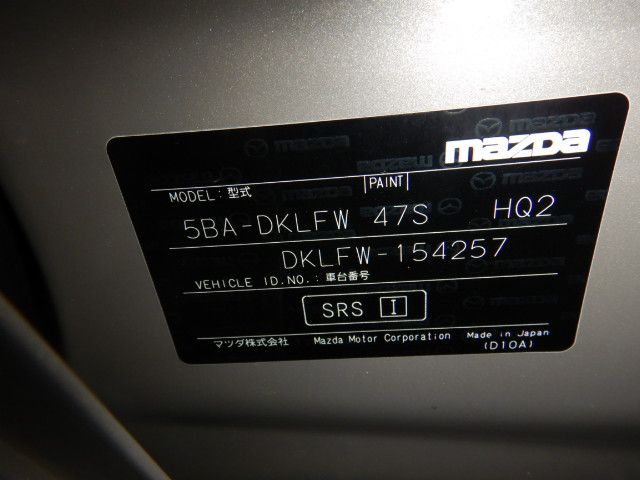 mazda
MODEL:型式 PAINT
5BA-DKLFW 47S HQ2
DKLFW-154257
VEHICLE ID.NO.:車台番号
SRS I
マツダ株式会社 Mazda Motor Corporation Made in Japan
(D10A)